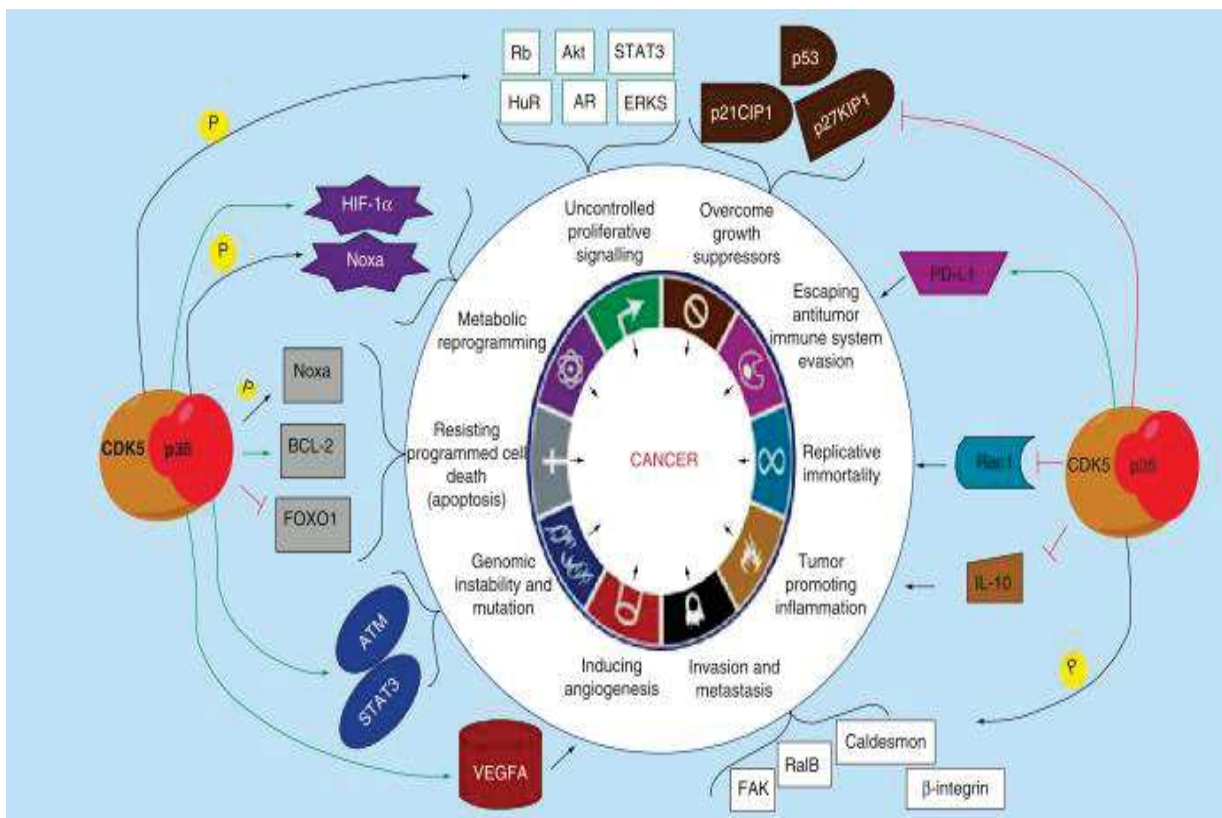 Rb
Akt
STAT3
HuR
AR
ERKS
p53
p21CIP1
p27KIP1
P
HIF-1α
P
Noxa
Uncontrolled
proliferative
signalling
Overcome
growth
suppressors
PD-L1
Escaping
antitumor
immune system
evasion
Metabolic
reprogramming
Noxa
P
BCL-2
FOXO1
CDK5
p35
Resisting
programmed cell
death
(apoptosis)
CANCER
Replicative
immortality
Rac1
CDK5
p35
Genomic
instability and
mutation
Tumor
promoting
inflammation
IL-10
ATM
STAT3
Inducing
angiogenesis
Invasion and
metastasis
P
VEGFA
Caldesmon
RalB
FAK
β-integrin